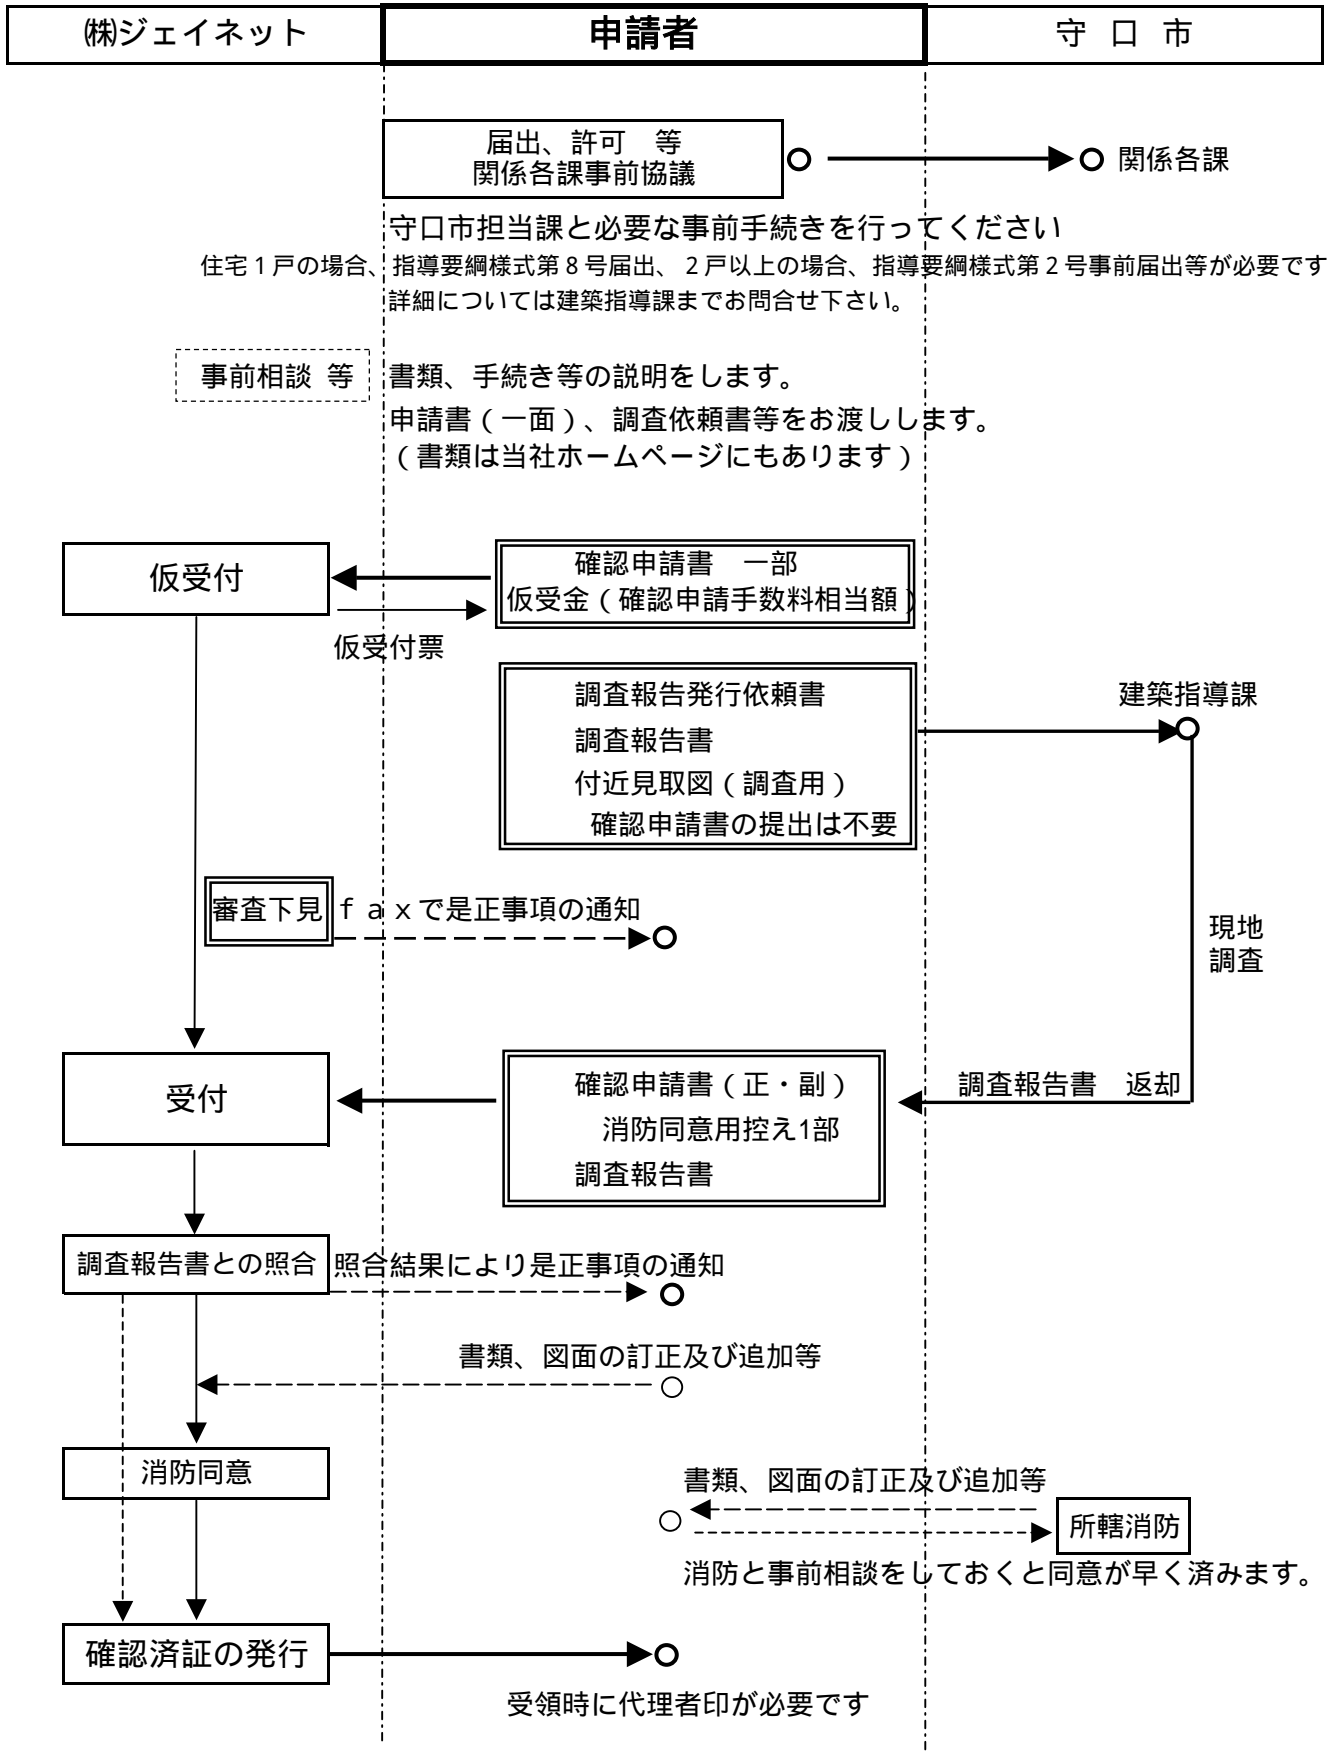 ㈱ジェイネット
申請者
守 口 市
届出、許可　等
関係各課事前協議
関係各課
守口市担当課と必要な事前手続きを行ってください
住宅１戸の場合、指導要綱様式第８号届出、２戸以上の場合、指導要綱様式第２号事前届出等が必要です
詳細については建築指導課までお問合せ下さい。
事前相談 等
書類、手続き等の説明をします。
申請書（一面）、調査依頼書等をお渡しします。
（書類は当社ホームページにもあります）
仮受付
確認申請書　一部
仮受金（確認申請手数料相当額）
仮受付票
調査報告発行依頼書
調査報告書
付近見取図（調査用）
確認申請書の提出は不要
建築指導課
審査下見
ｆａｘで是正事項の通知
現地
調査
受付
確認申請書（正・副）
消防同意用控え1部
調査報告書
調査報告書　返却
調査報告書との照合
照合結果により是正事項の通知
書類、図面の訂正及び追加等
消防同意
書類、図面の訂正及び追加等
所轄消防
消防と事前相談をしておくと同意が早く済みます。
確認済証の発行
受領時に代理者印が必要です